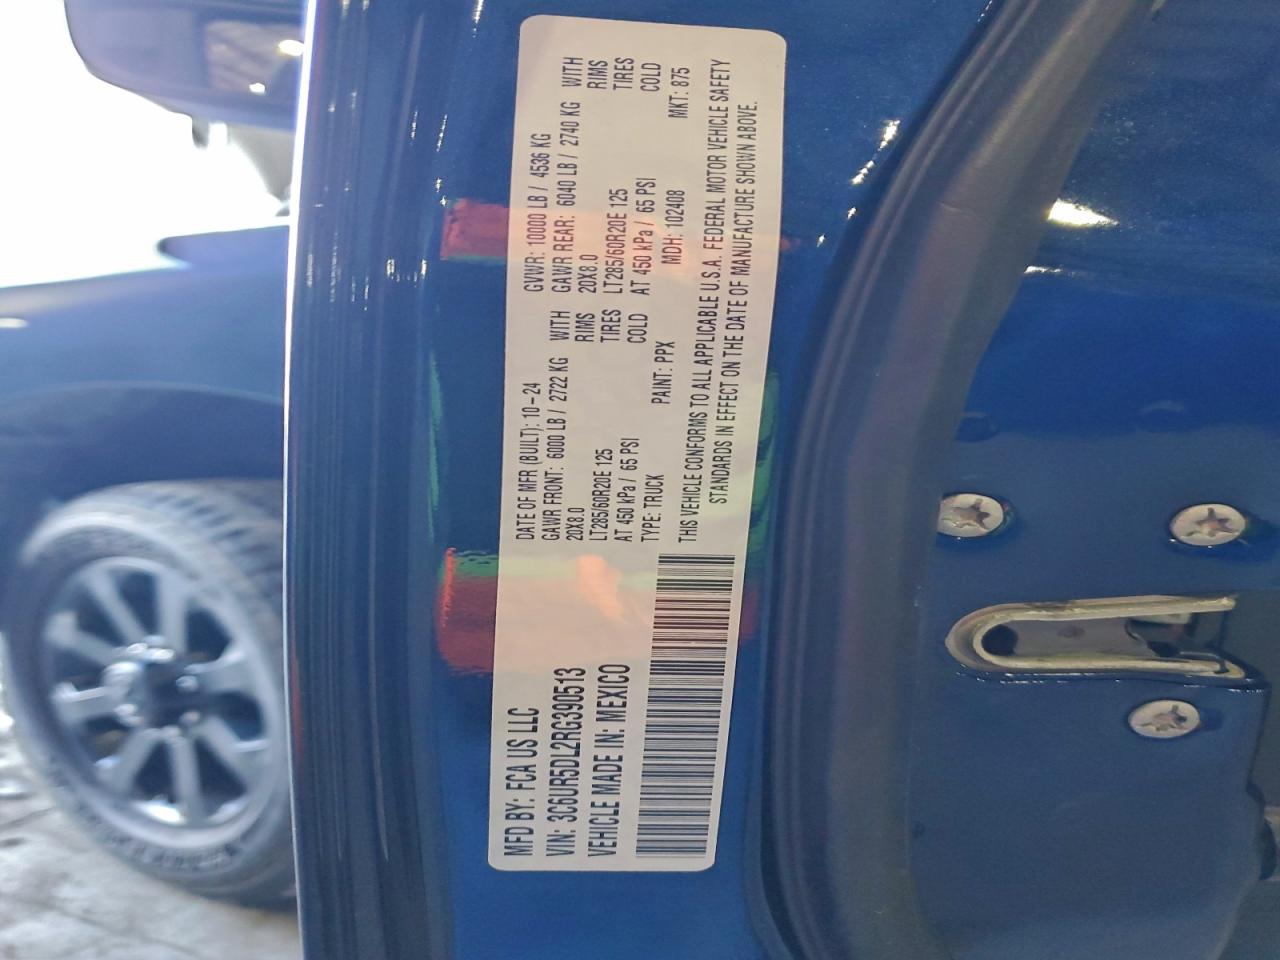 MFD BY: FCA US LLC
VIN: 3C6UR5DL2RG390513
VEHICLE MADE IN: MEXICO
DATE OF MFR (BUILT): 10-24 GVWR: 10000 LB / 4536 KG
GAWR FRONT: 6000 LB / 2722 KG WITH GAWR REAR: 6040 LB / 2740 KG WITH
20X8.0 RIMS 20X8.0 RIMS
LT285/60R20E 125 TIRES LT285/60R20E 125 TIRES
AT 450 kPa / 65 PSI COLD AT 450 kPa / 65 PSI COLD
TYPE: TRUCK PAINT: PPX MDH: 102408 MKT: 875
THIS VEHICLE CONFORMS TO ALL APPLICABLE U.S.A. FEDERAL MOTOR VEHICLE SAFETY
STANDARDS IN EFFECT ON THE DATE OF MANUFACTURE SHOWN ABOVE.